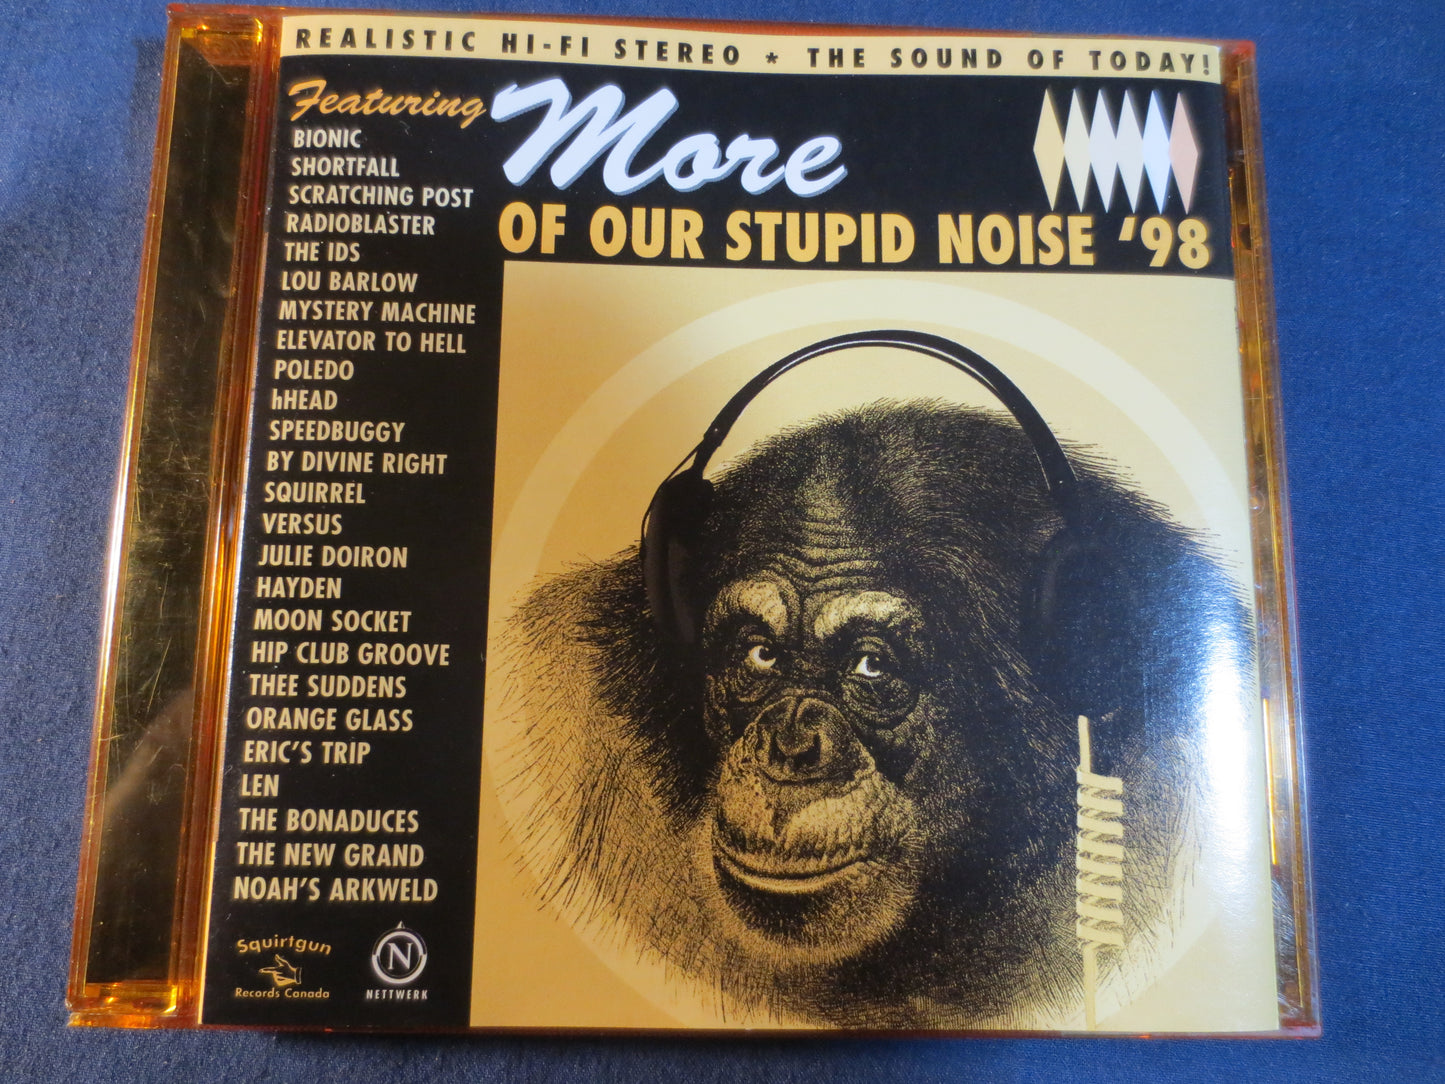 REALISTIC HI-FI STEREO * THE SOUND OF TODAY!
Featuring
BIONIC
SHORTFALL
SCRATCHING POST
RADIOBLASTER
THE IDS
LOU BARLOW
MYSTERY MACHINE
ELEVATOR TO HELL
POLEDO
hHEAD
SPEEDBUGGY
BY DIVINE RIGHT
SQUIRREL
VERSUS
JULIE DOIRON
HAYDEN
MOON SOCKET
HIP CLUB GROOVE
THEE SUDDENS
ORANGE GLASS
ERIC'S TRIP
LEN
THE BONADUCES
THE NEW GRAND
NOAH'S ARKWELD
More
OF OUR STUPID NOISE '98
Squirtgun
Records Canada
N
NETTWERK